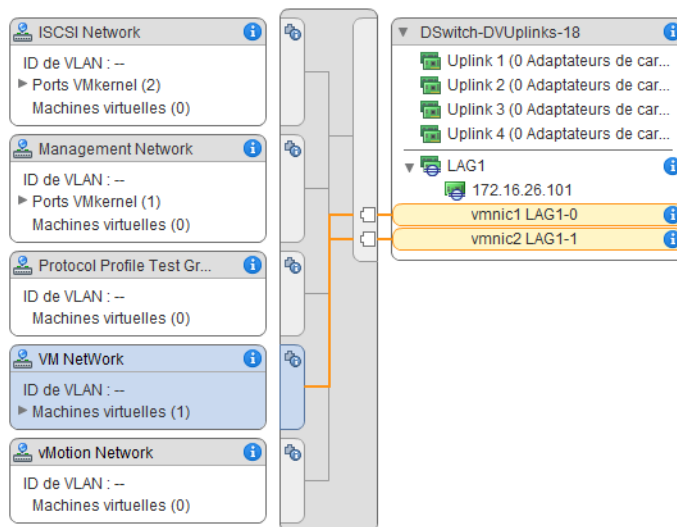 ISCSI Network
ID de VLAN : --
Ports VMkernel (2)
Machines virtuelles (0)
Management Network
ID de VLAN : --
Ports VMkernel (1)
Machines virtuelles (0)
Protocol Profile Test Gr...
ID de VLAN : --
Machines virtuelles (0)
VM NetWork
ID de VLAN : --
Machines virtuelles (1)
vMotion Network
ID de VLAN : --
Machines virtuelles (0)
DSwitch-DVUplinks-18
Uplink 1 (0 Adaptateurs de car...
Uplink 2 (0 Adaptateurs de car...
Uplink 3 (0 Adaptateurs de car...
Uplink 4 (0 Adaptateurs de car...
LAG1
172.16.26.101
vmnic1 LAG1-0
vmnic2 LAG1-1